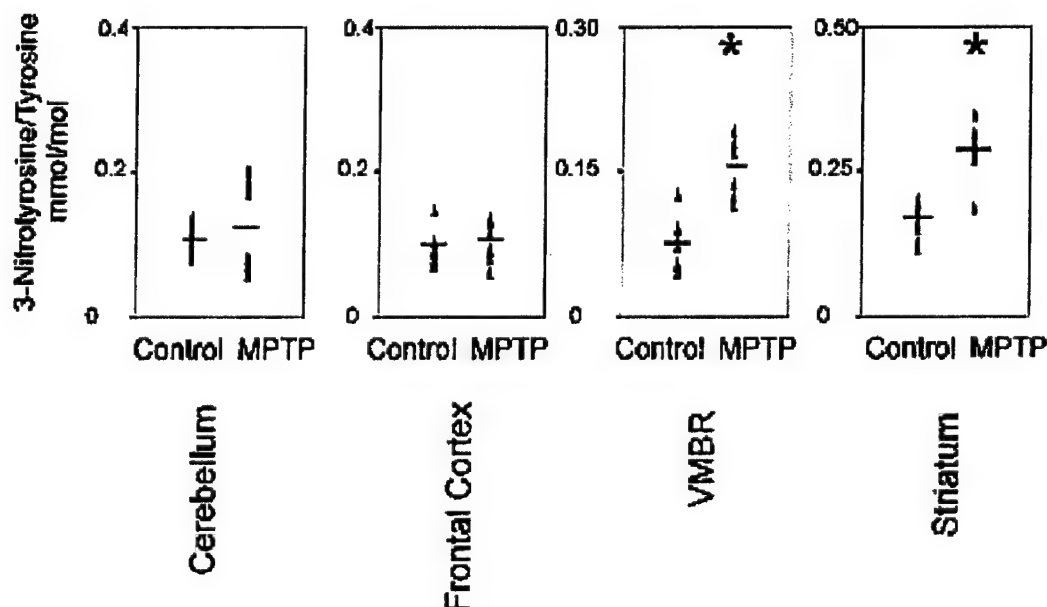 3-Nitrotyrosine/Tyrosine
mmol/mol
0.4
0.2
0
Control MPTP
Cerebellum
0.4
0.2
0
Control MPTP
Frontal Cortex
0.30
0.15
0
*
Control MPTP
VMBR
0.50
0.25
0
*
Control MPTP
Striatum